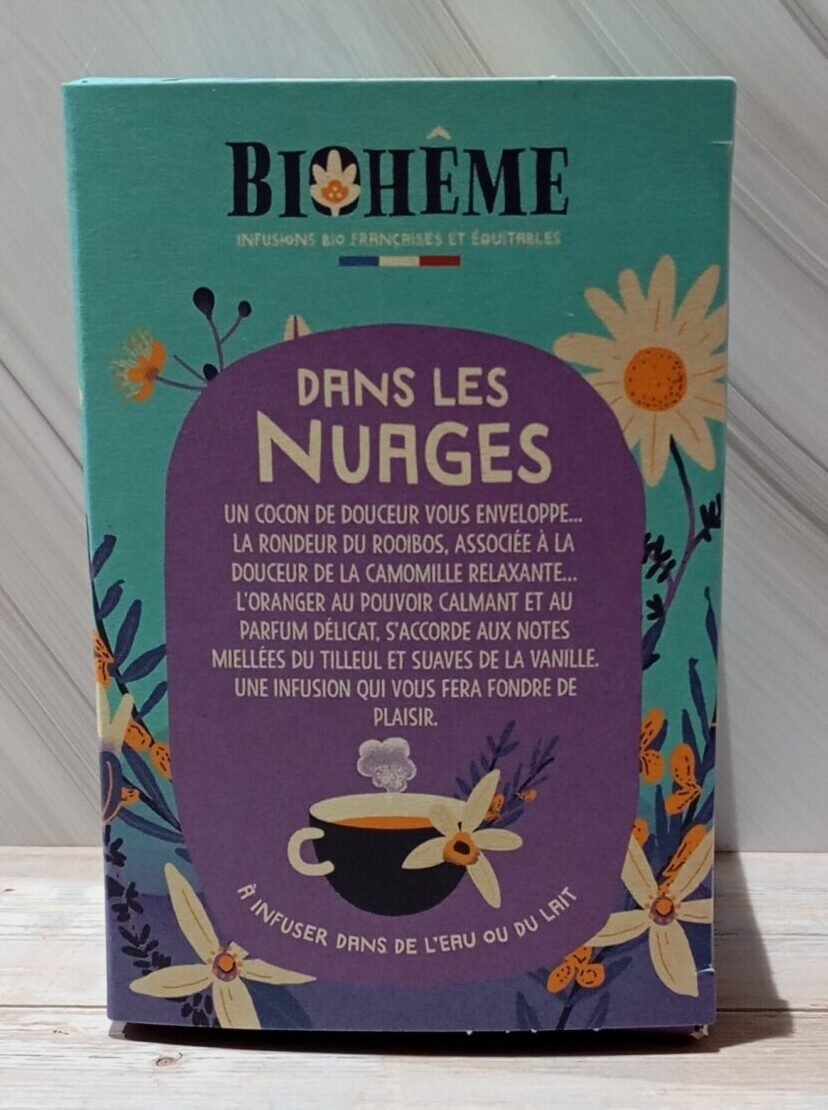 BIOHÊME
INFUSIONS BIO FRANÇAISES ET ÉQUITABLES
DANS LES
NUAGES
UN COCON DE DOUCEUR VOUS ENVELOPPE...
LA RONDEUR DU ROOIBOS, ASSOCIÉE À LA
DOUCEUR DE LA CAMOMILLE RELAXANTE...
L'ORANGER AU POUVOIR CALMANT ET AU
PARFUM DÉLICAT, S'ACCORDE AUX NOTES
MIELLÉES DU TILLEUL ET SUAVES DE LA VANILLE.
UNE INFUSION QUI VOUS FERA FONDRE DE
PLAISIR.
À INFUSER DANS DE L'EAU OU DU LAIT